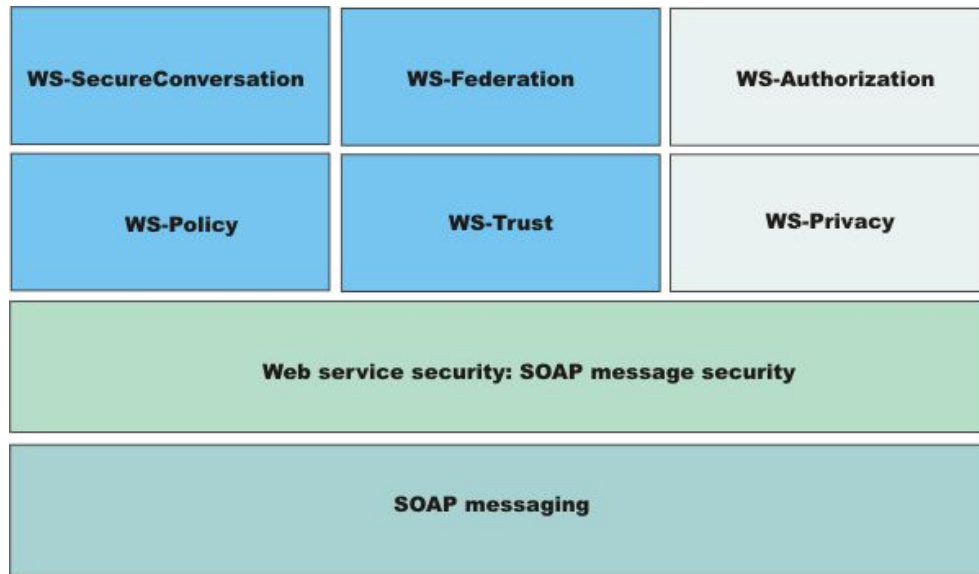 WS-SecureConversation
WS-Federation
WS-Authorization
WS-Policy
WS-Trust
WS-Privacy
Web service security: SOAP message security
SOAP messaging